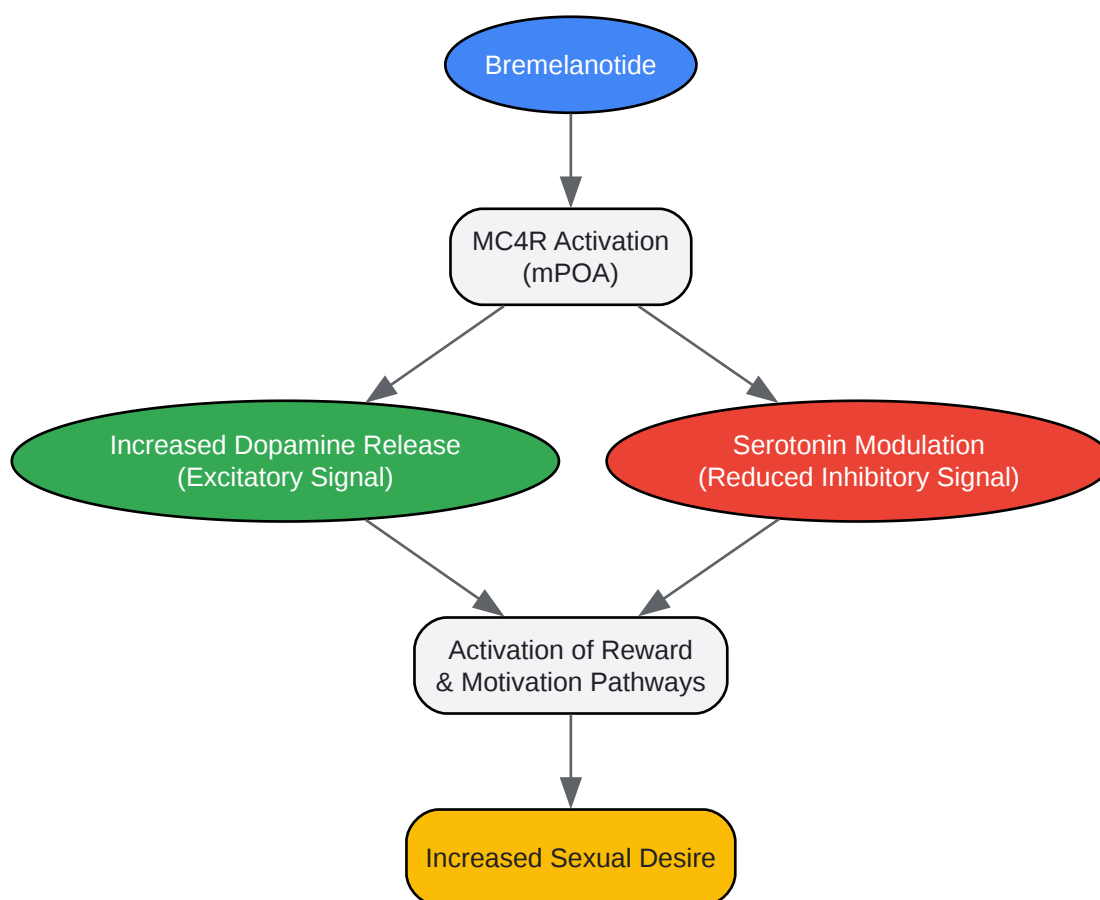 Bremelanotide
MC4R Activation
(mPOA)
Increased Dopamine Release
(Excitatory Signal)
Serotonin Modulation
(Reduced Inhibitory Signal)
Activation of Reward
& Motivation Pathways
Increased Sexual Desire